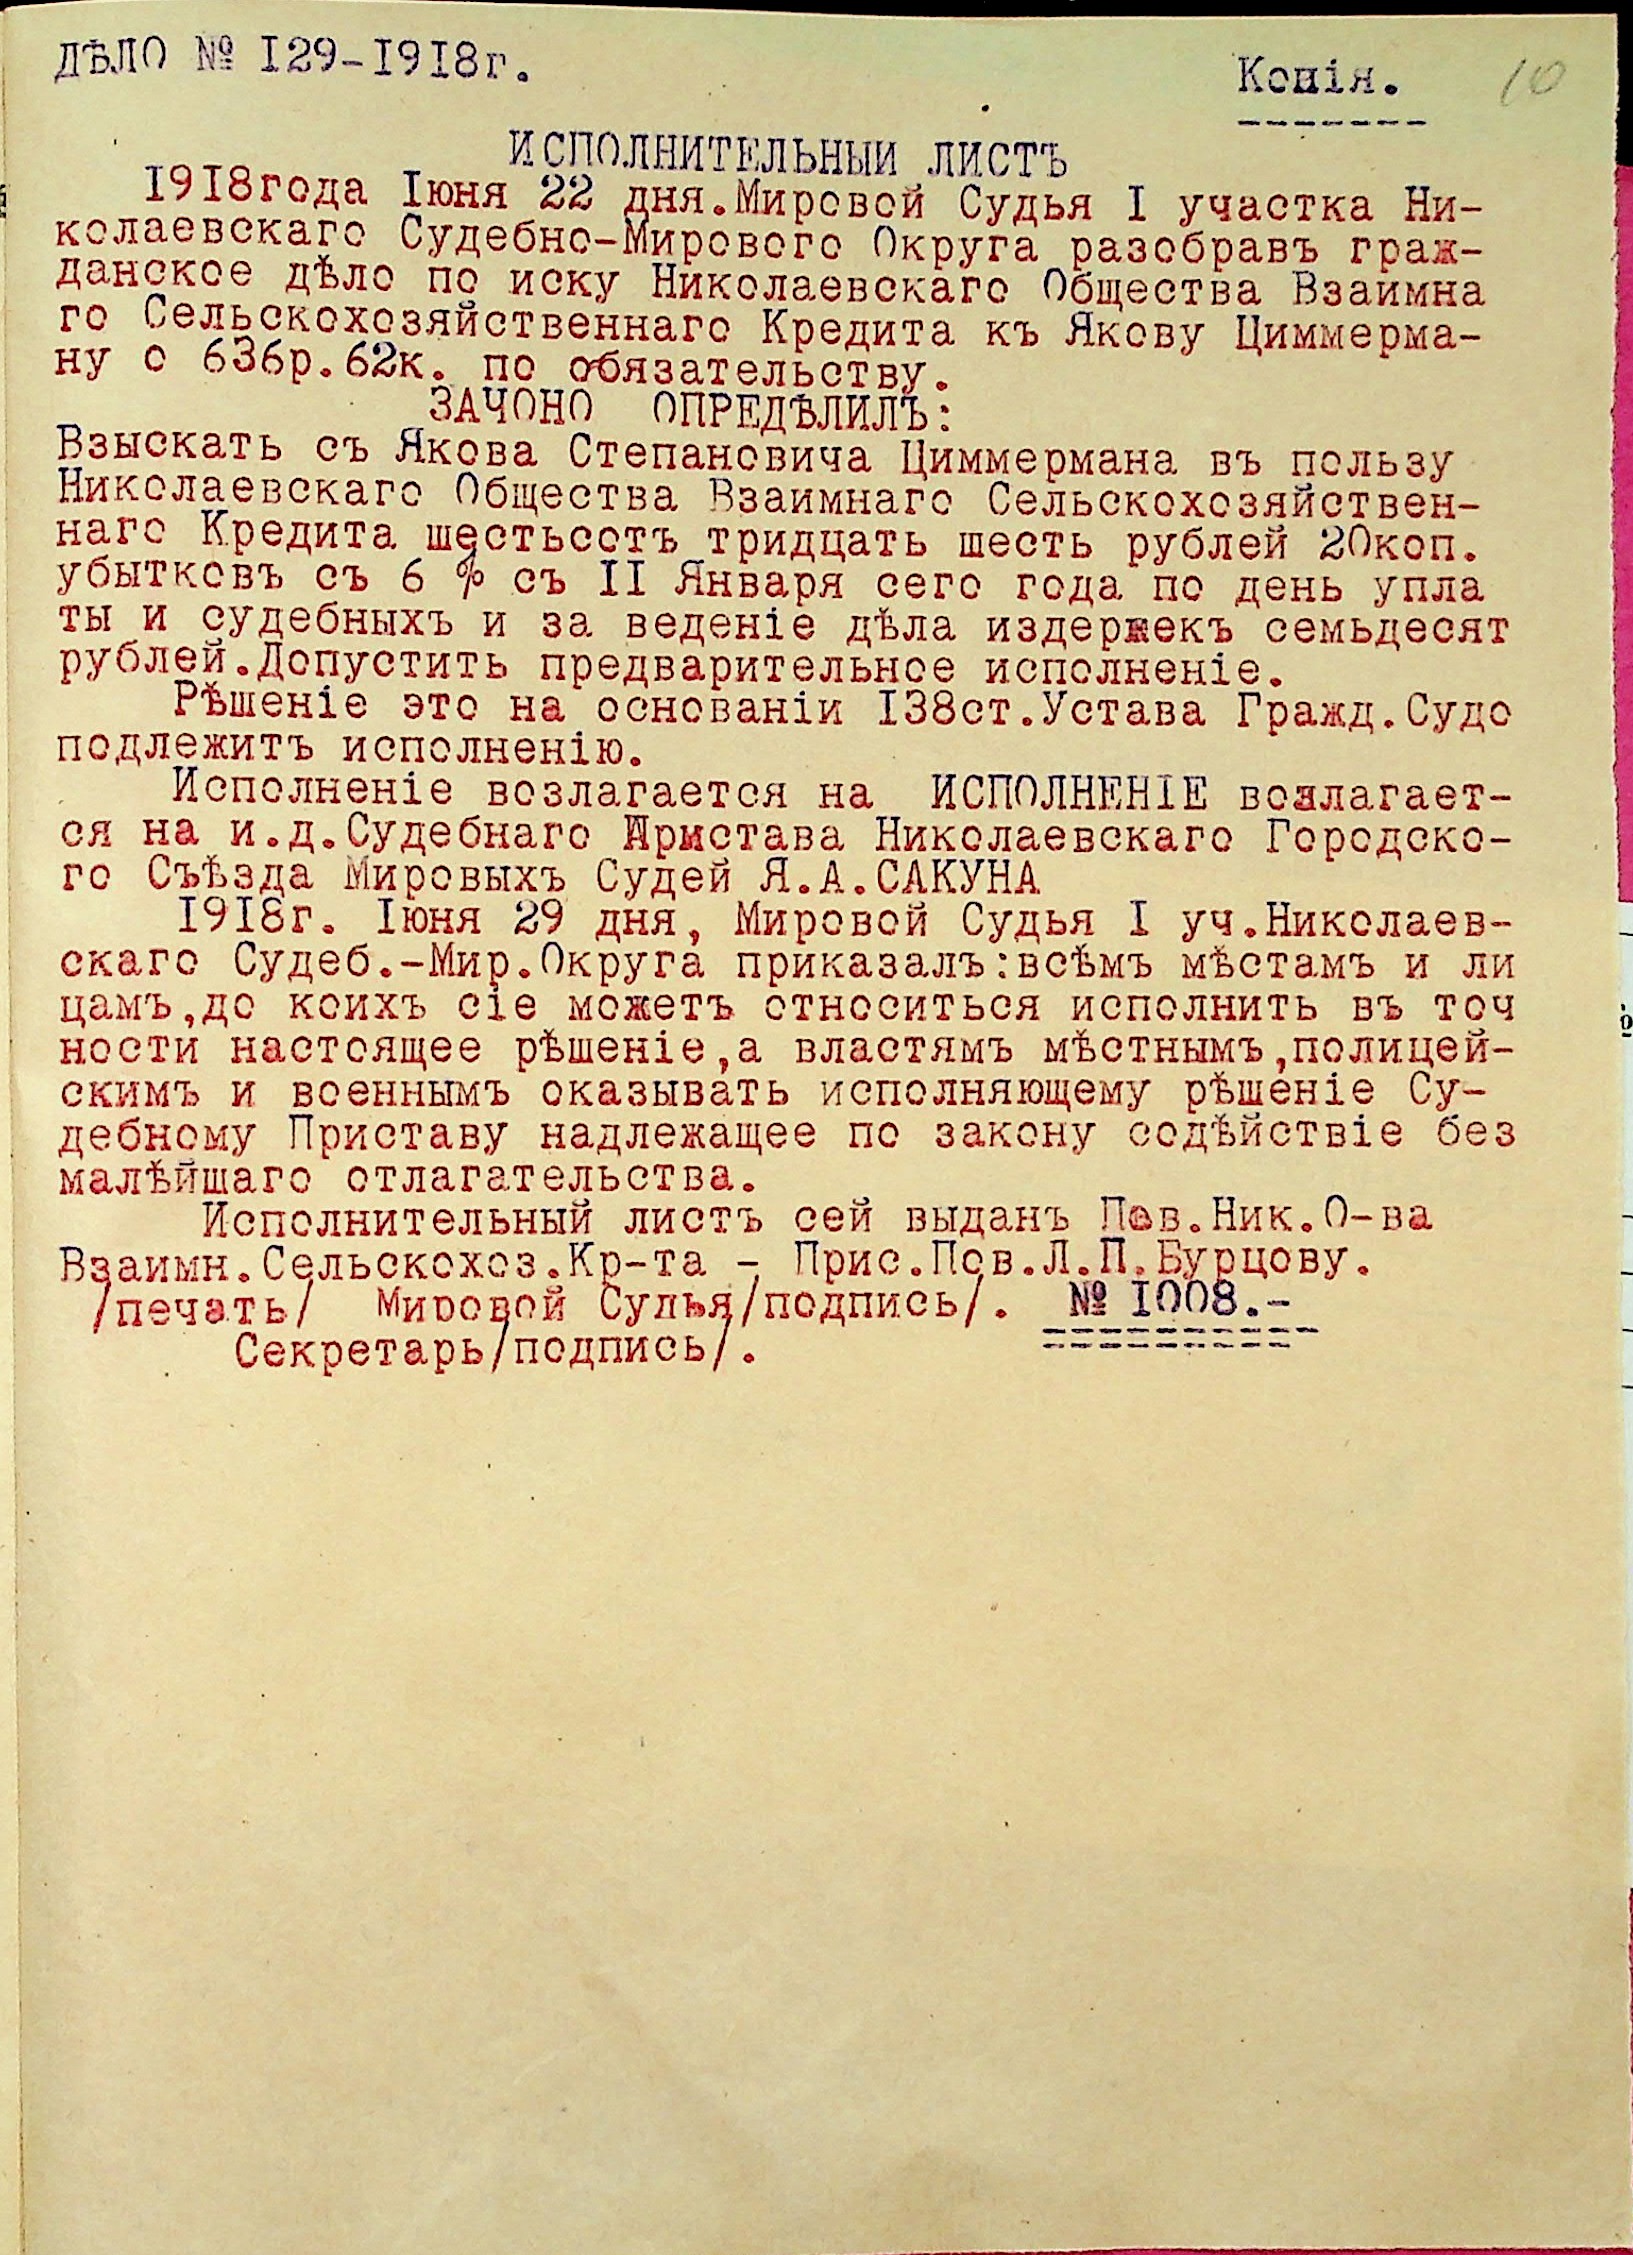 ДѢЛО № I29-I9I8г.
Копія. 10
ИСПОЛНИТЕЛЬНЫИ ЛИСТЪ
I9I8года Iюня 22 дня.Мировой Судья I участка Ни-
колаевскаго Судебно-Мирового Округа разобравъ граж-
данское дѣло по иску Николаевскаго Общества Взаимна
го Сельскохозяйственнаго Кредита къ Якову Циммерма-
ну о 636р.62к. по обязательству.
ЗАЧОНО ОПРЕДѢЛИЛЪ:
Взыскать съ Якова Степановича Циммермана въ пользу
Николаевскаго Общества Взаимнаго Сельскохозяйствен-
наго Кредита шестьсотъ тридцать шесть рублей 20коп.
убытковъ съ 6 % съ II Января сего года по день упла
ты и судебныхъ и за веденіе дѣла издержекъ семьдесят
рублей.Допустить предварительное исполненіе.
Рѣшеніе это на основаніи I38ст.Устава Гражд.Судо
подлежитъ исполненію.
Исполненіе возлагается на ИСПОЛНЕНІЕ возлагает-
ся на и.д.Судебнаго Пристава Николаевскаго Городско-
го Съѣзда Мировыхъ Судей Я.А.САКУНА
I9I8г. Iюня 29 дня, Мировой Судья I уч.Николаев-
скаго Судеб.-Мир.Округа приказалъ:всѣмъ мѣстамъ и ли
цамъ,до коихъ сіе можетъ относиться исполнить въ точ
ности настоящее рѣшеніе,а властямъ мѣстнымъ,полицей-
скимъ и военнымъ оказывать исполняющему рѣшеніе Су-
дебному Приставу надлежащее по закону содѣйствіе без
малѣйшаго отлагательства.
Исполнительный листъ сей выданъ Пов.Ник.О-ва
Взаимн.Сельскохоз.Кр-та - Прис.Пов.Л.П.Бурцову.
/печать/ Мировой Судья/подпись/. № I008.-
Секретарь/подпись/.